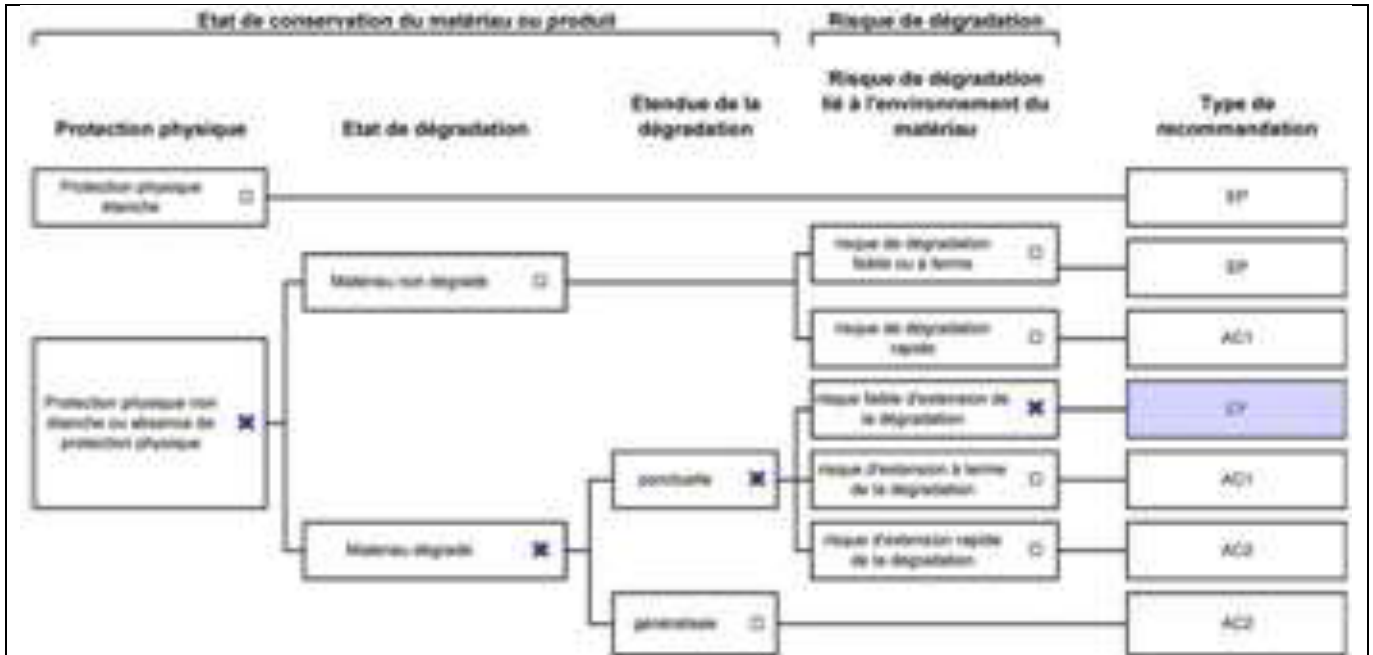 Etat de conservation du matériau ou produit
Risque de dégradation
Protection physique
Etat de dégradation
Etendue de la
dégradation
Risque de dégradation
lié à l'environnement du
matériau
Type de
recommandation
Protection physique
étanche
EP
Matériau non dégradé
risque de dégradation
faible ou à terme
EP
risque de dégradation
rapide
AC1
Protection physique non
étanche ou absence de
protection physique
risque faible d'extension de
la dégradation
ponctuelle
risque d'extension à terme
de la dégradation
AC1
Matériau dégradé
risque d'extension rapide
de la dégradation
AC2
généralisée
AC2